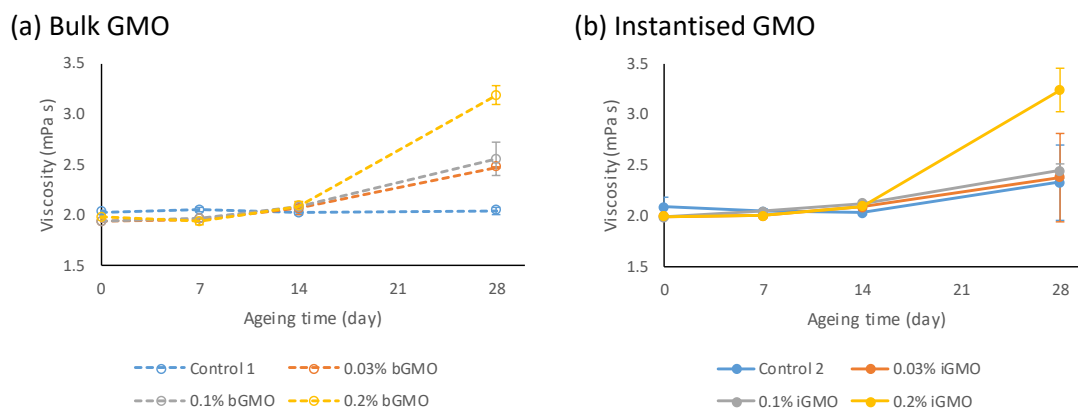 (a) Bulk GMO
3.5
3.0
2.5
2.0
1.5
Viscosity (mPa s)
0 7 14 21 28
Ageing time (day)
Control 1 0.03% bGMO
0.1% bGMO 0.2% bGMO
(b) Instantised GMO
3.5
3.0
2.5
2.0
1.5
Viscosity (mPa s)
0 7 14 21 28
Ageing time (day)
Control 2 0.03% iGMO
0.1% iGMO 0.2% iGMO